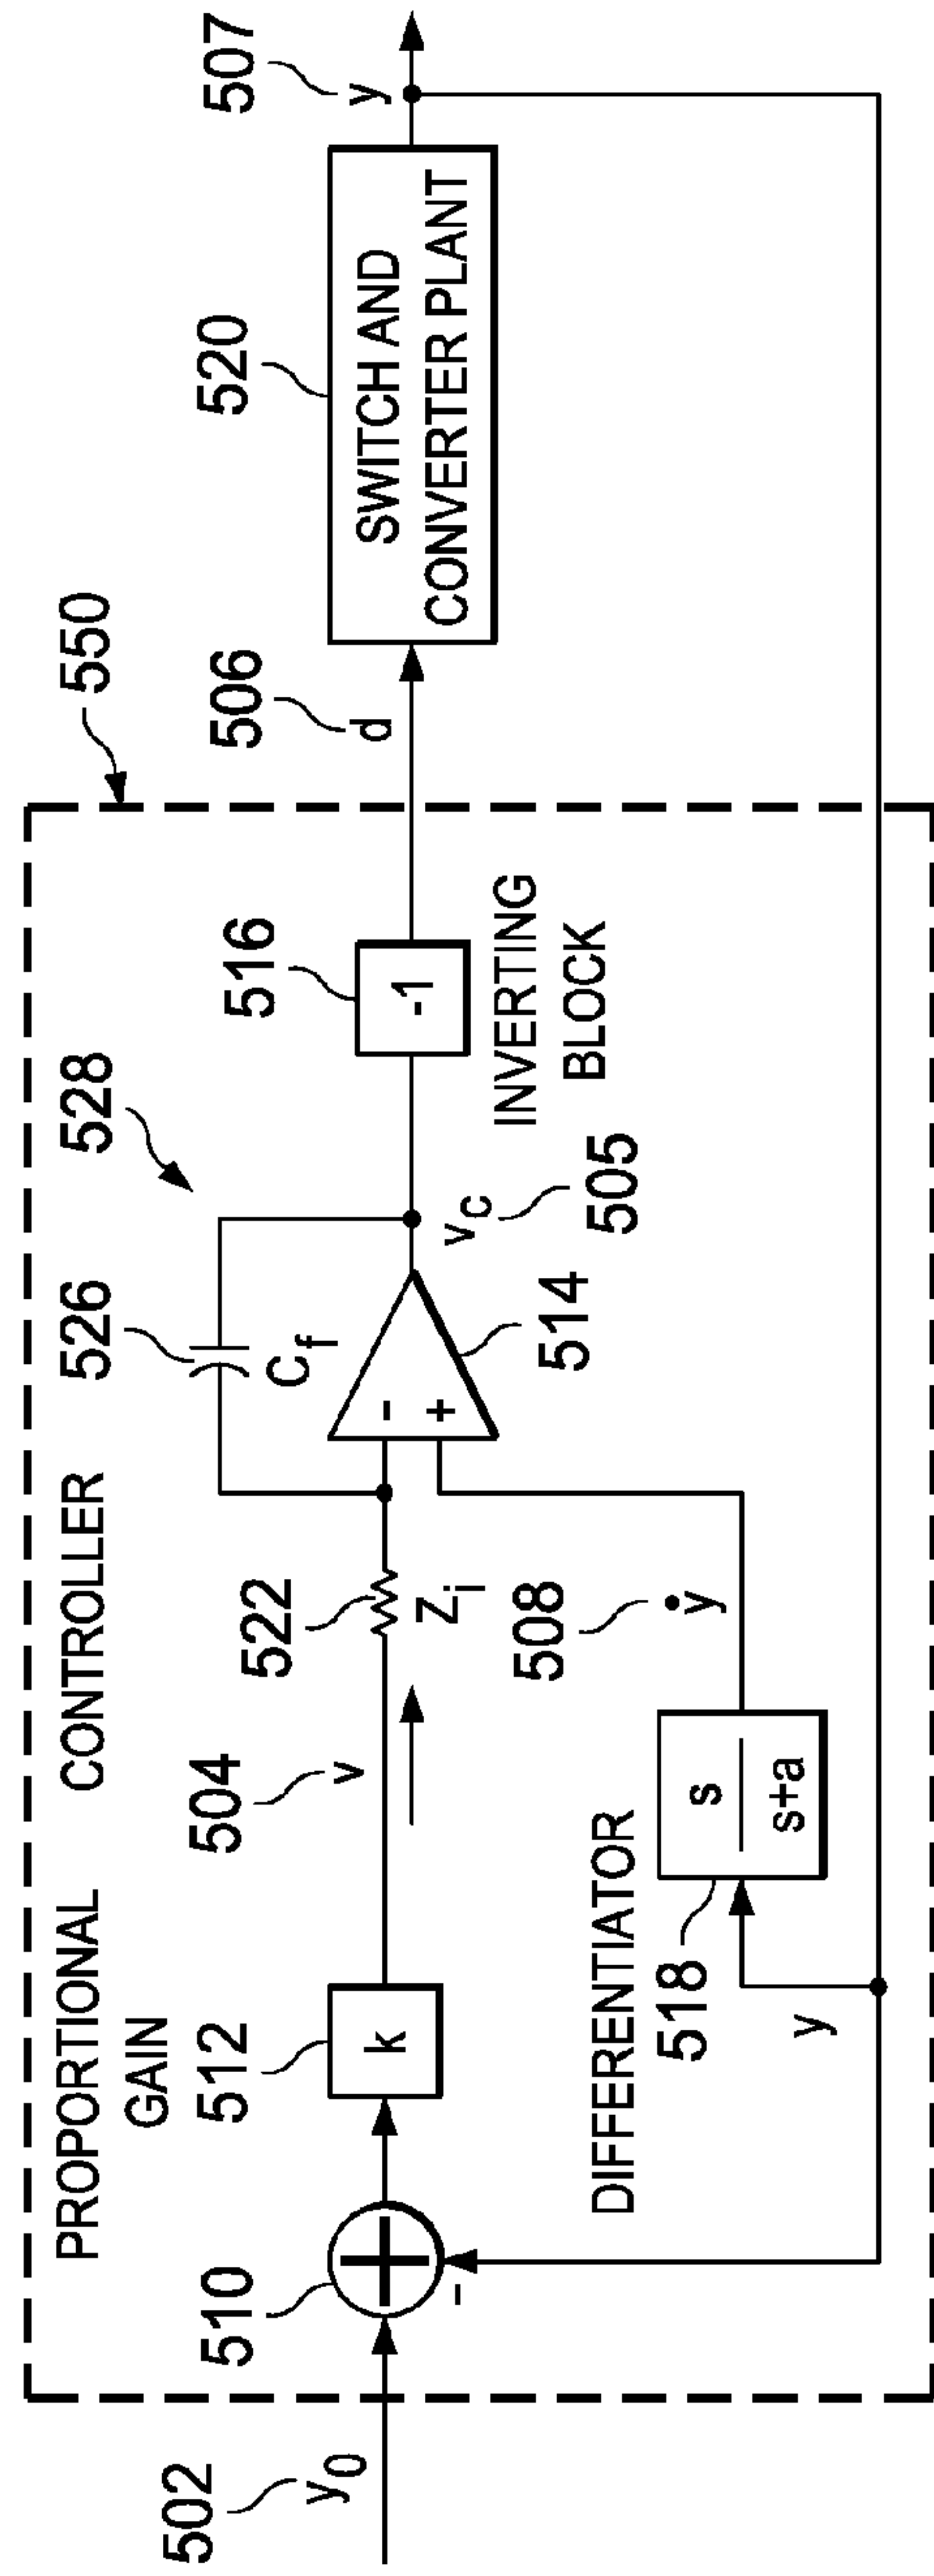 PROPORTIONAL
GAIN
CONTROLLER
550
502
y0
510
-
512
k
504
v
522
Zi
526
Cf
528
-
+
514
vc
505
516
-1
INVERTING
BLOCK
506
d
520
SWITCH AND
CONVERTER PLANT
507
y
DIFFERENTIATOR
518
s
s+a
508
ẏ
y